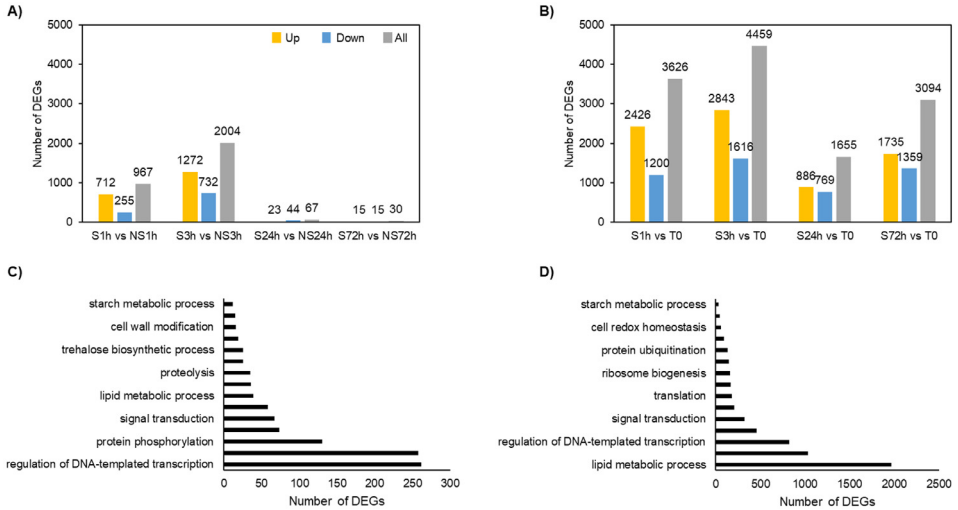 A)
Number of DEGs
5000
4000
3000
2000
1000
0
Up Down All
712 255 967
1272 732 2004
23 44 67
15 15 30
S1h vs NS1h S3h vs NS3h S24h vs NS24h S72h vs NS72h
B)
Number of DEGs
5000
4000
3000
2000
1000
0
2426 1200 3626
2843 1616 4459
886 769 1655
1735 1359 3094
S1h vs T0 S3h vs T0 S24h vs T0 S72h vs T0
C)
starch metabolic process
cell wall modification
trehalose biosynthetic process
proteolysis
lipid metabolic process
signal transduction
protein phosphorylation
regulation of DNA-templated transcription
0 50 100 150 200 250 300
Number of DEGs
D)
starch metabolic process
cell redox homeostasis
protein ubiquitination
ribosome biogenesis
translation
signal transduction
regulation of DNA-templated transcription
lipid metabolic process
0 500 1000 1500 2000 2500
Number of DEGs